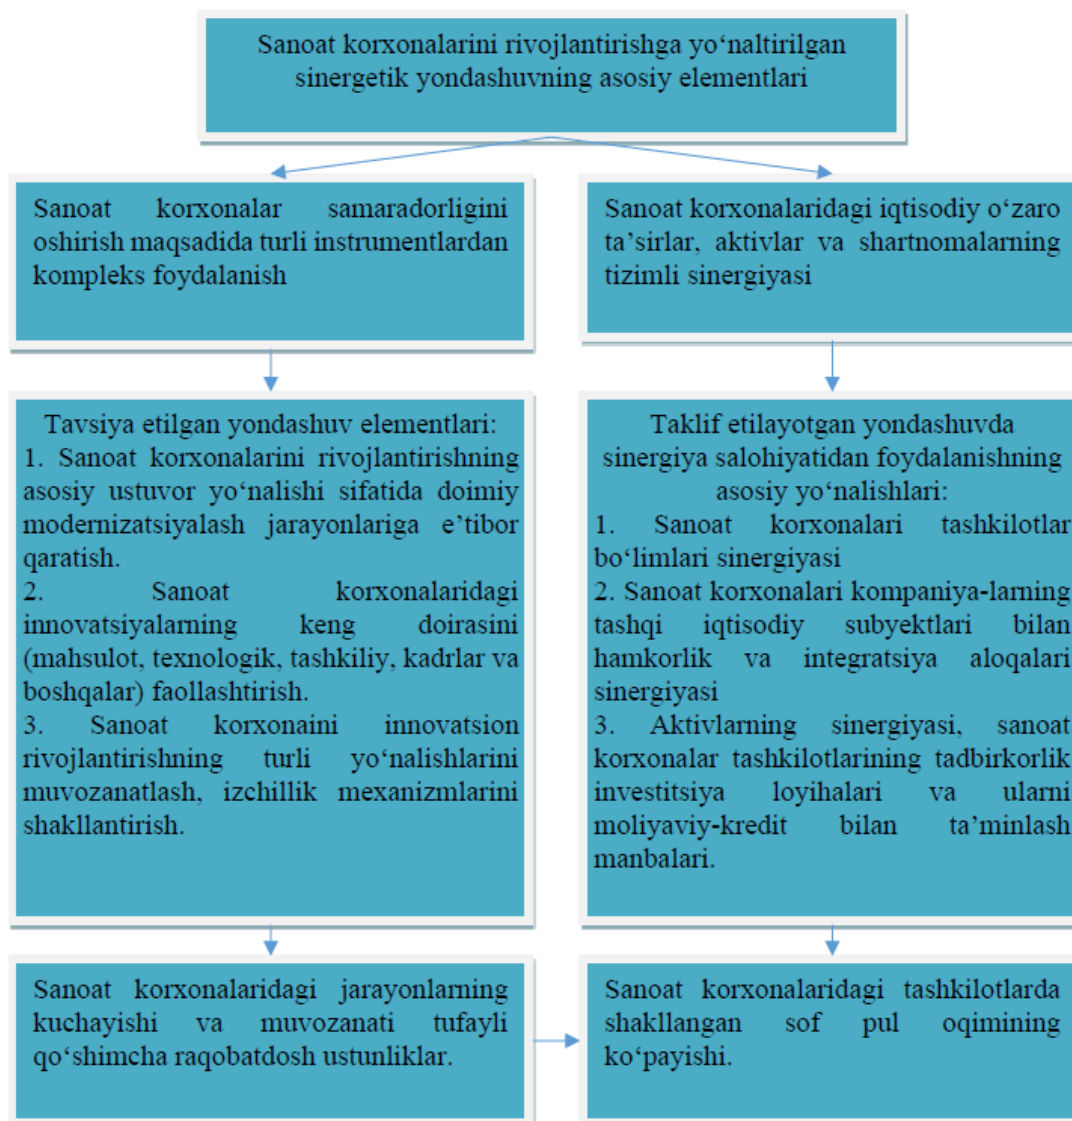 Sanoat korxonalarini rivojlantirishga yo‘naltirilgan
sinergetik yondashuvning asosiy elementlari
Sanoat korxonalar samaradorligini
oshirish maqsadida turli instrumentlardan
kompleks foydalanish
Sanoat korxonalaridagi iqtisodiy o‘zaro
ta’sirlar, aktivlar va shartnomalarning
tizimli sinergiyasi
Tavsiya etilgan yondashuv elementlari:
1. Sanoat korxonalarini rivojlantirishning
asosiy ustuvor yo‘nalishi sifatida doimiy
modernizatsiyalash jarayonlariga e’tibor
qaratish.
2. Sanoat korxonalaridagi
innovatsiyalarning keng doirasini
(mahsulot, texnologik, tashkiliy, kadrlar va
boshqalar) faollashtirish.
3. Sanoat korxonaini innovatsion
rivojlantirishning turli yo‘nalishlarini
muvozanatlash, izchillik mexanizmlarini
shakllantirish.
Taklif etilayotgan yondashuvda
sinergiya salohiyatidan foydalanishning
asosiy yo‘nalishlari:
1. Sanoat korxonalari tashkilotlar
bo‘limlari sinergiyasi
2. Sanoat korxonalari kompaniya-larning
tashqi iqtisodiy subyektlari bilan
hamkorlik va integratsiya aloqalari
sinergiyasi
3. Aktivlarning sinergiyasi, sanoat
korxonalar tashkilotlarining tadbirkorlik
investitsiya loyihalari va ularni
moliyaviy-kredit bilan ta’minlash
manbalari.
Sanoat korxonalaridagi jarayonlarning
kuchayishi va muvozanati tufayli
qo‘shimcha raqobatdosh ustunliklar.
Sanoat korxonalaridagi tashkilotlarda
shakllangan sof pul oqimining
ko‘payishi.